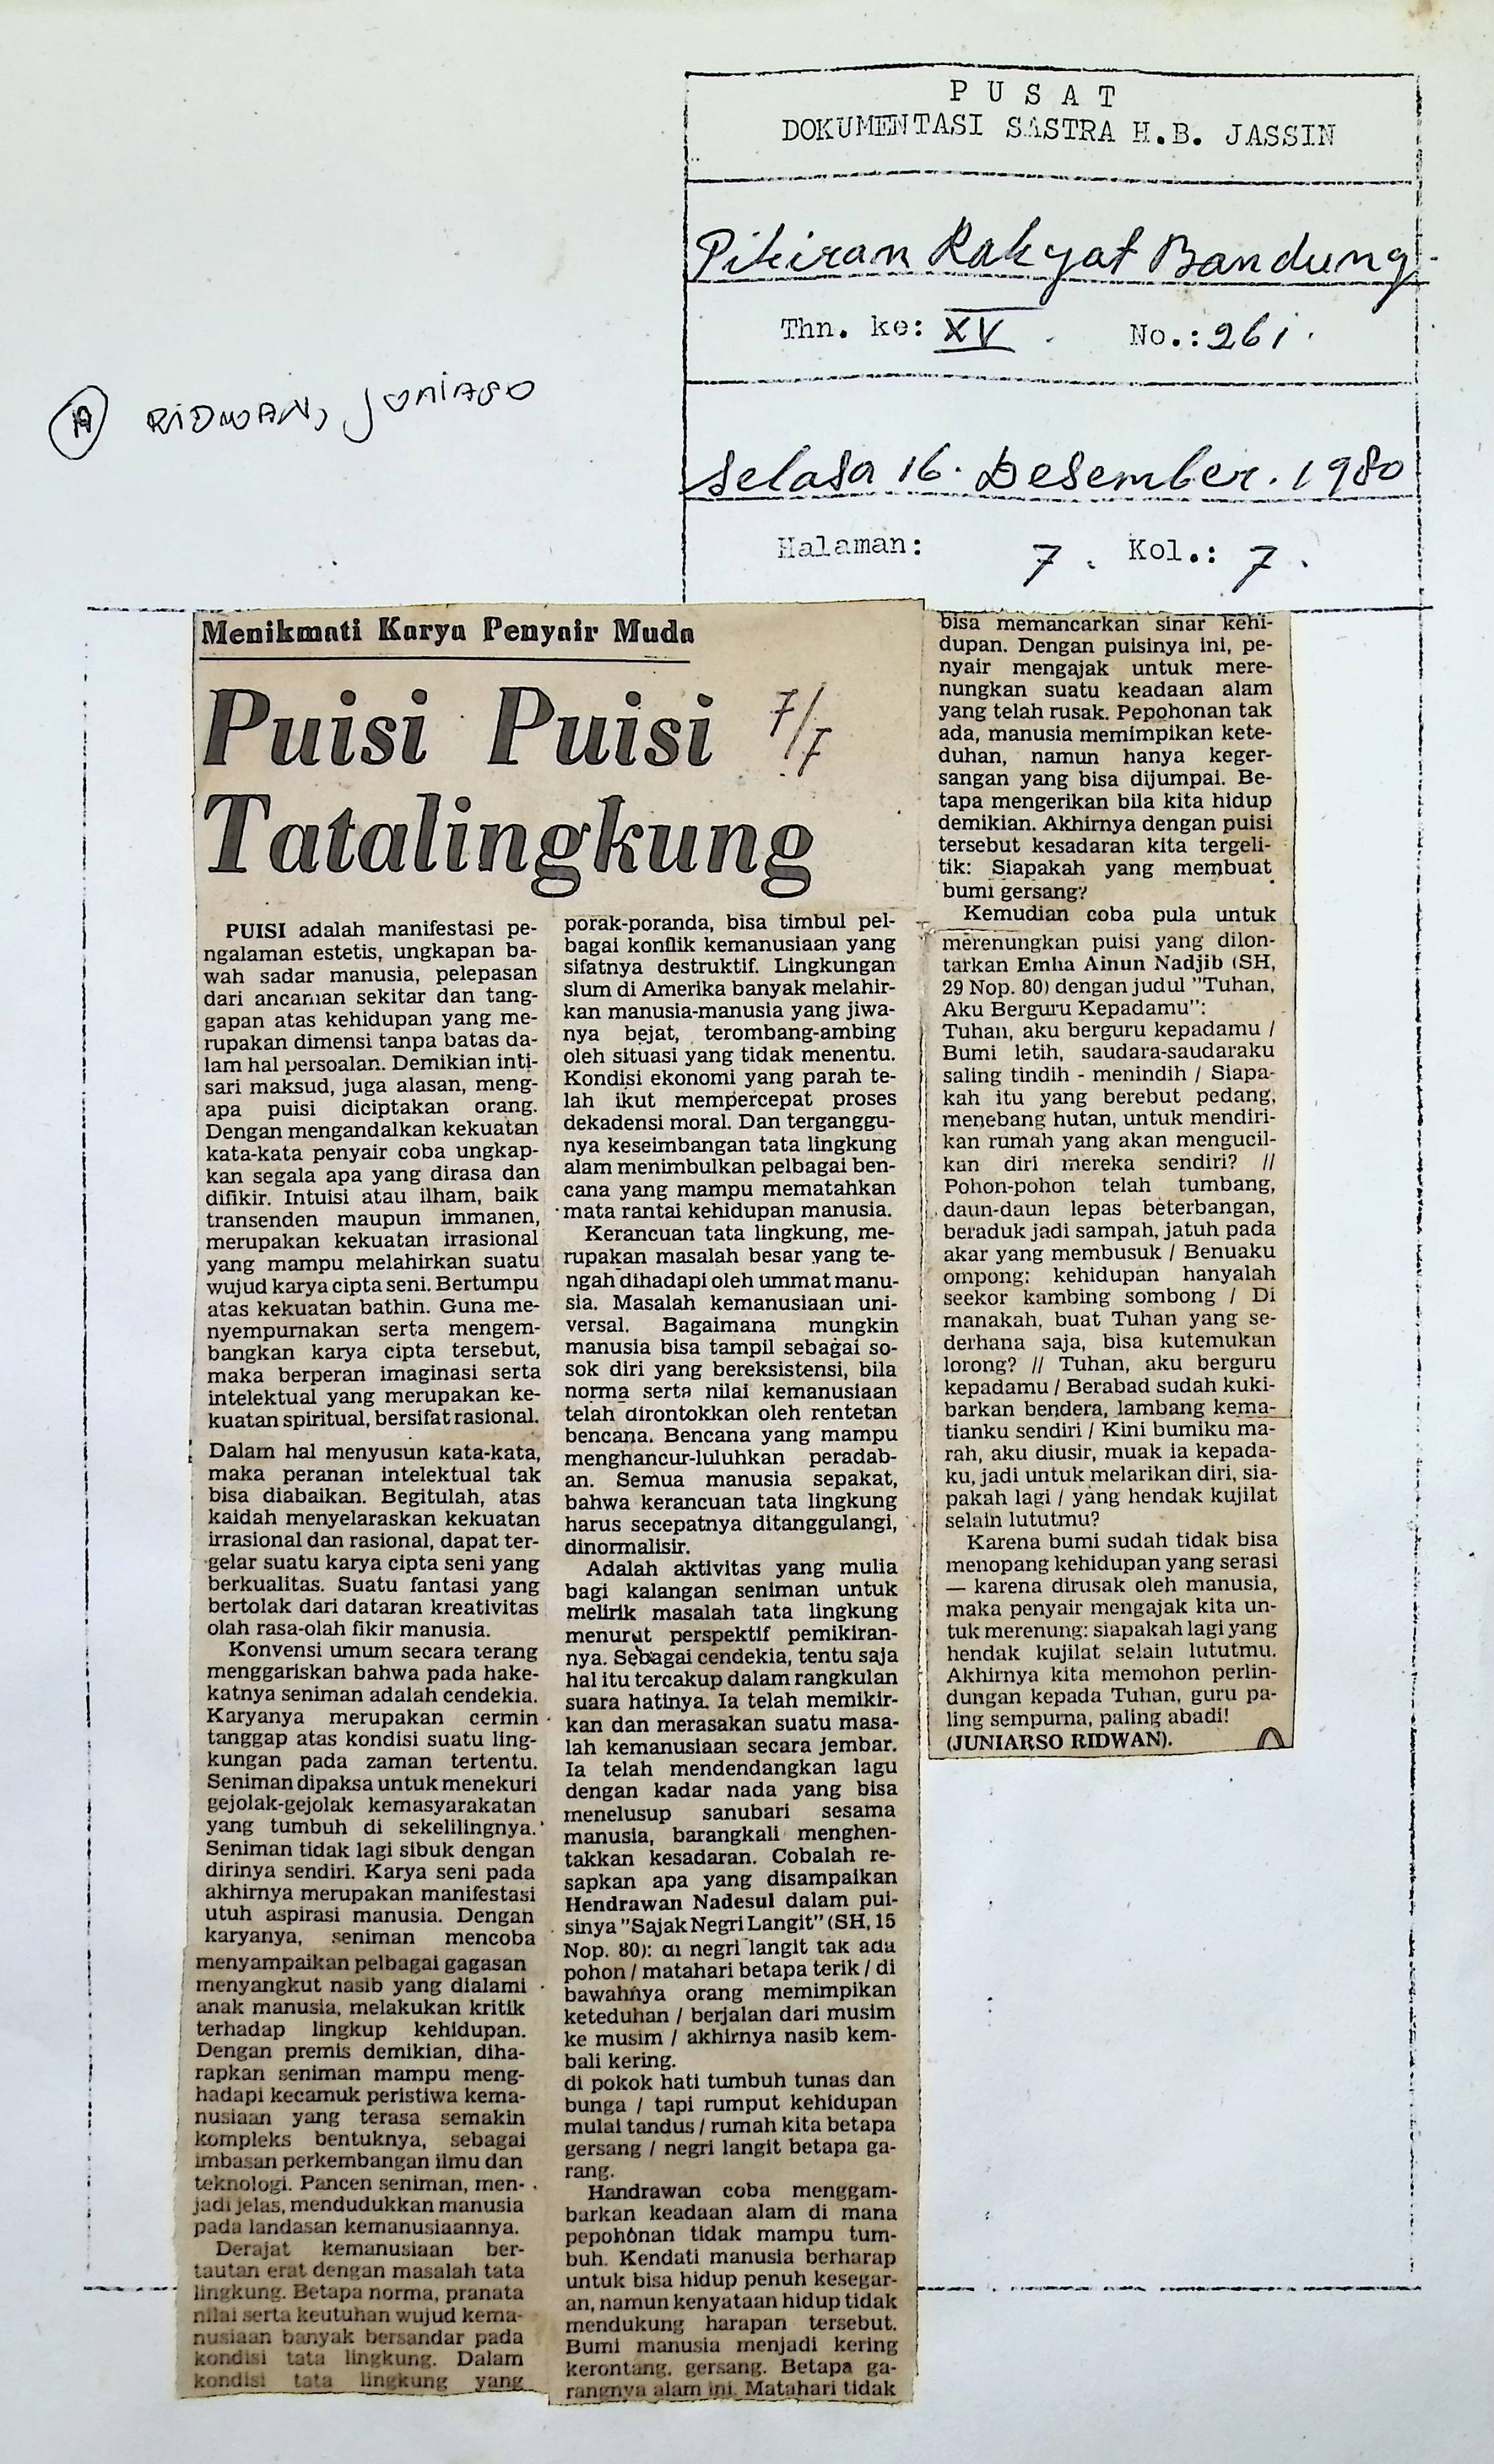 P U S A T
DOKUMENTASI SASTRA H.B. JASSIN
Pikiran Rakyat Bandung.
Thn. ke: XV . No.: 261.
Selasa 16. Desember. 1980
Halaman: 7 . Kol.: 7 .
A RIDWAN, JUNIARSO
Menikmati Karya Penyair Muda
Puisi Puisi 7/7
Tatalingkung
PUISI adalah manifestasi pe-
ngalaman estetis, ungkapan ba-
wah sadar manusia, pelepasan
dari ancaman sekitar dan tang-
gapan atas kehidupan yang me-
rupakan dimensi tanpa batas da-
lam hal persoalan. Demikian inti-
sari maksud, juga alasan, meng-
apa puisi diciptakan orang.
Dengan mengandalkan kekuatan
kata-kata penyair coba ungkap-
kan segala apa yang dirasa dan
difikir. Intuisi atau ilham, baik
transenden maupun immanen,
merupakan kekuatan irrasional
yang mampu melahirkan suatu
wujud karya cipta seni. Bertumpu
atas kekuatan bathin. Guna me-
nyempurnakan serta mengem-
bangkan karya cipta tersebut,
maka berperan imaginasi serta
intelektual yang merupakan ke-
kuatan spiritual, bersifat rasional.
Dalam hal menyusun kata-kata,
maka peranan intelektual tak
bisa diabaikan. Begitulah, atas
kaidah menyelaraskan kekuatan
irrasional dan rasional, dapat ter-
gelar suatu karya cipta seni yang
berkualitas. Suatu fantasi yang
bertolak dari dataran kreativitas
olah rasa-olah fikir manusia.
Konvensi umum secara terang
menggariskan bahwa pada hake-
katnya seniman adalah cendekia.
Karyanya merupakan cermin
tanggap atas kondisi suatu ling-
kungan pada zaman tertentu.
Seniman dipaksa untuk menekuri
gejolak-gejolak kemasyarakatan
yang tumbuh di sekelilingnya.
Seniman tidak lagi sibuk dengan
dirinya sendiri. Karya seni pada
akhirnya merupakan manifestasi
utuh aspirasi manusia. Dengan
karyanya, seniman mencoba
menyampaikan pelbagai gagasan
menyangkut nasib yang dialami
anak manusia, melakukan kritik
terhadap lingkup kehidupan.
Dengan premis demikian, diha-
rapkan seniman mampu meng-
hadapi kecamuk peristiwa kema-
nusiaan yang terasa semakin
kompleks bentuknya, sebagai
imbasan perkembangan ilmu dan
teknologi. Pancen seniman, men-
jadi jelas, mendudukkan manusia
pada landasan kemanusiaannya.
Derajat kemanusiaan ber-
tautan erat dengan masalah tata
lingkung. Betapa norma, pranata
nilai serta keutuhan wujud kema-
nusiaan banyak bersandar pada
kondisi tata lingkung. Dalam
kondisi tata lingkung yang
porak-poranda, bisa timbul pel-
bagai konflik kemanusiaan yang
sifatnya destruktif. Lingkungan
slum di Amerika banyak melahir-
kan manusia-manusia yang jiwa-
nya bejat, terombang-ambing
oleh situasi yang tidak menentu.
Kondisi ekonomi yang parah te-
lah ikut mempercepat proses
dekadensi moral. Dan terganggu-
nya keseimbangan tata lingkung
alam menimbulkan pelbagai ben-
cana yang mampu mematahkan
mata rantai kehidupan manusia.
Kerancuan tata lingkung, me-
rupakan masalah besar yang te-
ngah dihadapi oleh ummat manu-
sia. Masalah kemanusiaan uni-
versal. Bagaimana mungkin
manusia bisa tampil sebagai so-
sok diri yang bereksistensi, bila
norma serta nilai kemanusiaan
telah dirontokkan oleh rentetan
bencana. Bencana yang mampu
menghancur-luluhkan peradab-
an. Semua manusia sepakat,
bahwa kerancuan tata lingkung
harus secepatnya ditanggulangi,
dinormalisir.
Adalah aktivitas yang mulia
bagi kalangan seniman untuk
melirik masalah tata lingkung
menurut perspektif pemikiran-
nya. Sebagai cendekia, tentu saja
hal itu tercakup dalam rangkulan
suara hatinya. Ia telah memikir-
kan dan merasakan suatu masa-
lah kemanusiaan secara jembar.
Ia telah mendendangkan lagu
dengan kadar nada yang bisa
menelusup sanubari sesama
manusia, barangkali menghen-
takkan kesadaran. Cobalah re-
sapkan apa yang disampaikan
Hendrawan Nadesul dalam pui-
sinya "Sajak Negri Langit" (SH, 15
Nop. 80): di negri langit tak ada
pohon / matahari betapa terik / di
bawahnya orang memimpikan
keteduhan / berjalan dari musim
ke musim / akhirnya nasib kem-
bali kering.
di pokok hati tumbuh tunas dan
bunga / tapi rumput kehidupan
mulai tandus / rumah kita betapa
gersang / negri langit betapa ga-
rang.
Handrawan coba menggam-
barkan keadaan alam di mana
pepohonan tidak mampu tum-
buh. Kendati manusia berharap
untuk bisa hidup penuh kesegar-
an, namun kenyataan hidup tidak
mendukung harapan tersebut.
Bumi manusia menjadi kering
kerontang, gersang. Betapa ga-
rangnya alam ini. Matahari tidak
bisa memancarkan sinar kehi-
dupan. Dengan puisinya ini, pe-
nyair mengajak untuk mere-
nungkan suatu keadaan alam
yang telah rusak. Pepohonan tak
ada, manusia memimpikan kete-
duhan, namun hanya keger-
sangan yang bisa dijumpai. Be-
tapa mengerikan bila kita hidup
demikian. Akhirnya dengan puisi
tersebut kesadaran kita tergeli-
tik: Siapakah yang membuat
bumi gersang?
Kemudian coba pula untuk
merenungkan puisi yang dilon-
tarkan Emha Ainun Nadjib (SH,
29 Nop. 80) dengan judul "Tuhan,
Aku Berguru Kepadamu":
Tuhan, aku berguru kepadamu /
Bumi letih, saudara-saudaraku
saling tindih - menindih / Siapa-
kah itu yang berebut pedang,
menebang hutan, untuk mendiri-
kan rumah yang akan mengucil-
kan diri mereka sendiri? //
Pohon-pohon telah tumbang,
daun-daun lepas beterbangan,
beraduk jadi sampah, jatuh pada
akar yang membusuk / Benuaku
ompong: kehidupan hanyalah
seekor kambing sombong / Di
manakah, buat Tuhan yang se-
derhana saja, bisa kutemukan
lorong? // Tuhan, aku berguru
kepadamu / Berabad sudah kuki-
barkan bendera, lambang kema-
tianku sendiri / Kini bumiku ma-
rah, aku diusir, muak ia kepada-
ku, jadi untuk melarikan diri, sia-
pakah lagi / yang hendak kujilat
selain lututmu?
Karena bumi sudah tidak bisa
menopang kehidupan yang serasi
— karena dirusak oleh manusia,
maka penyair mengajak kita un-
tuk merenung: siapakah lagi yang
hendak kujilat selain lututmu.
Akhirnya kita memohon perlin-
dungan kepada Tuhan, guru pa-
ling sempurna, paling abadi!
(JUNIARSO RIDWAN).